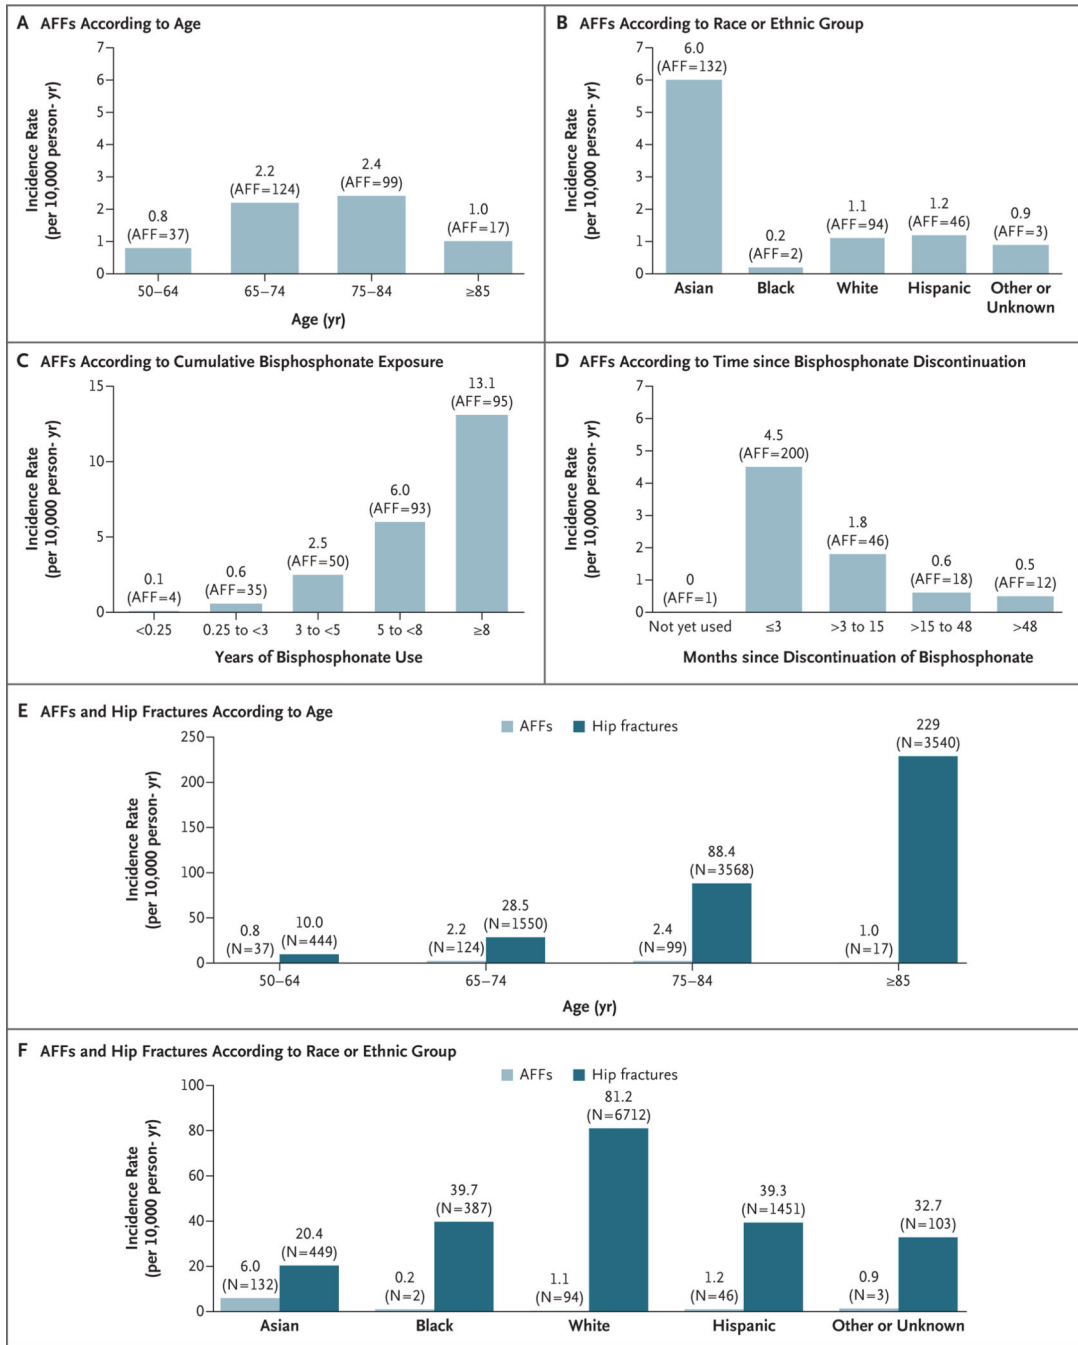 A AFFs According to Age
Incidence Rate
(per 10,000 person- yr)
7
6
5
4
3
2
1
0
0.8
(AFF=37)
2.2
(AFF=124)
2.4
(AFF=99)
1.0
(AFF=17)
50–64
65–74
75–84
≥85
Age (yr)
B AFFs According to Race or Ethnic Group
Incidence Rate
(per 10,000 person- yr)
7
6
5
4
3
2
1
0
6.0
(AFF=132)
0.2
(AFF=2)
1.1
(AFF=94)
1.2
(AFF=46)
0.9
(AFF=3)
Asian
Black
White
Hispanic
Other or
Unknown
C AFFs According to Cumulative Bisphosphonate Exposure
Incidence Rate
(per 10,000 person- yr)
15
10
5
0
0.1
(AFF=4)
0.6
(AFF=35)
2.5
(AFF=50)
6.0
(AFF=93)
13.1
(AFF=95)
<0.25
0.25 to <3
3 to <5
5 to <8
≥8
Years of Bisphosphonate Use
D AFFs According to Time since Bisphosphonate Discontinuation
Incidence Rate
(per 10,000 person- yr)
7
6
5
4
3
2
1
0
0
(AFF=1)
4.5
(AFF=200)
1.8
(AFF=46)
0.6
(AFF=18)
0.5
(AFF=12)
Not yet used
≤3
>3 to 15
>15 to 48
>48
Months since Discontinuation of Bisphosphonate
E AFFs and Hip Fractures According to Age
AFFs
Hip fractures
Incidence Rate
(per 10,000 person- yr)
250
200
150
100
50
0
0.8
(N=37)
10.0
(N=444)
2.2
(N=124)
28.5
(N=1550)
2.4
(N=99)
88.4
(N=3568)
1.0
(N=17)
229
(N=3540)
50–64
65–74
75–84
≥85
Age (yr)
F AFFs and Hip Fractures According to Race or Ethnic Group
AFFs
Hip fractures
Incidence Rate
(per 10,000 person- yr)
100
80
60
40
20
0
6.0
(N=132)
20.4
(N=449)
0.2
(N=2)
39.7
(N=387)
1.1
(N=94)
81.2
(N=6712)
1.2
(N=46)
39.3
(N=1451)
0.9
(N=3)
32.7
(N=103)
Asian
Black
White
Hispanic
Other or Unknown